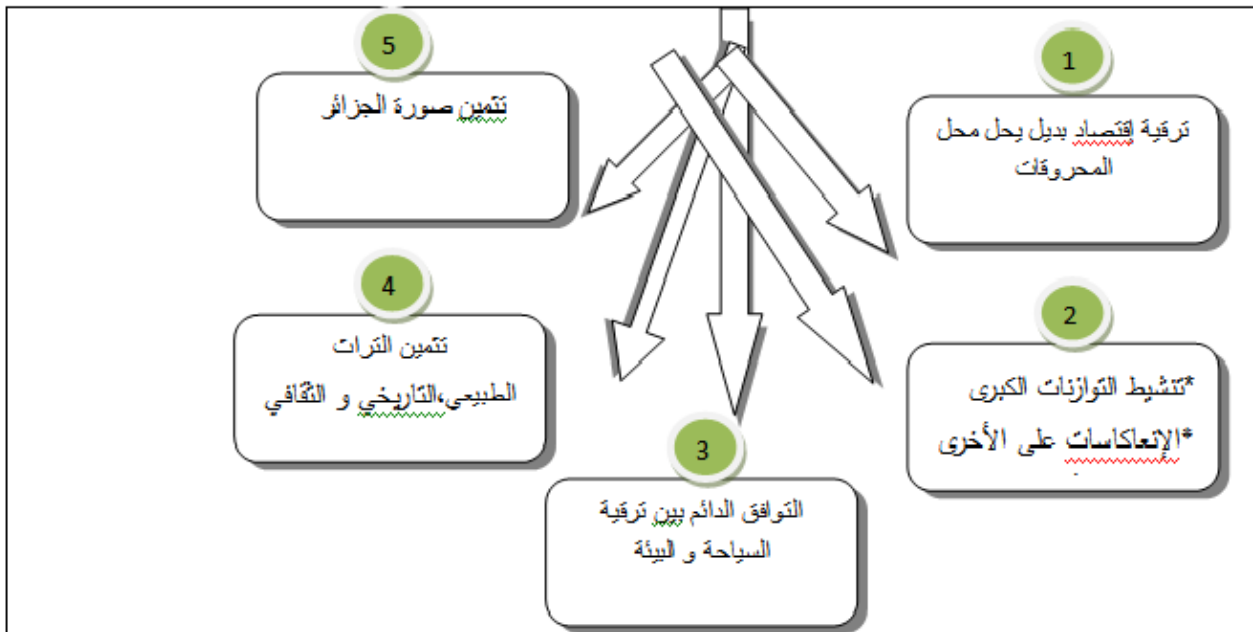 1
ترقية إقتصاد بديل يحل محل
المحروقات
2
*تنشيط التوازنات الكبرى
*الإنعاكاسات على الأخرى
3
التوافق الدائم بين ترقية
السياحة و البيئة
4
تثمين الترات
الطبيعي،التاريخي و الثقافي
5
تثمين صورة الجزائر